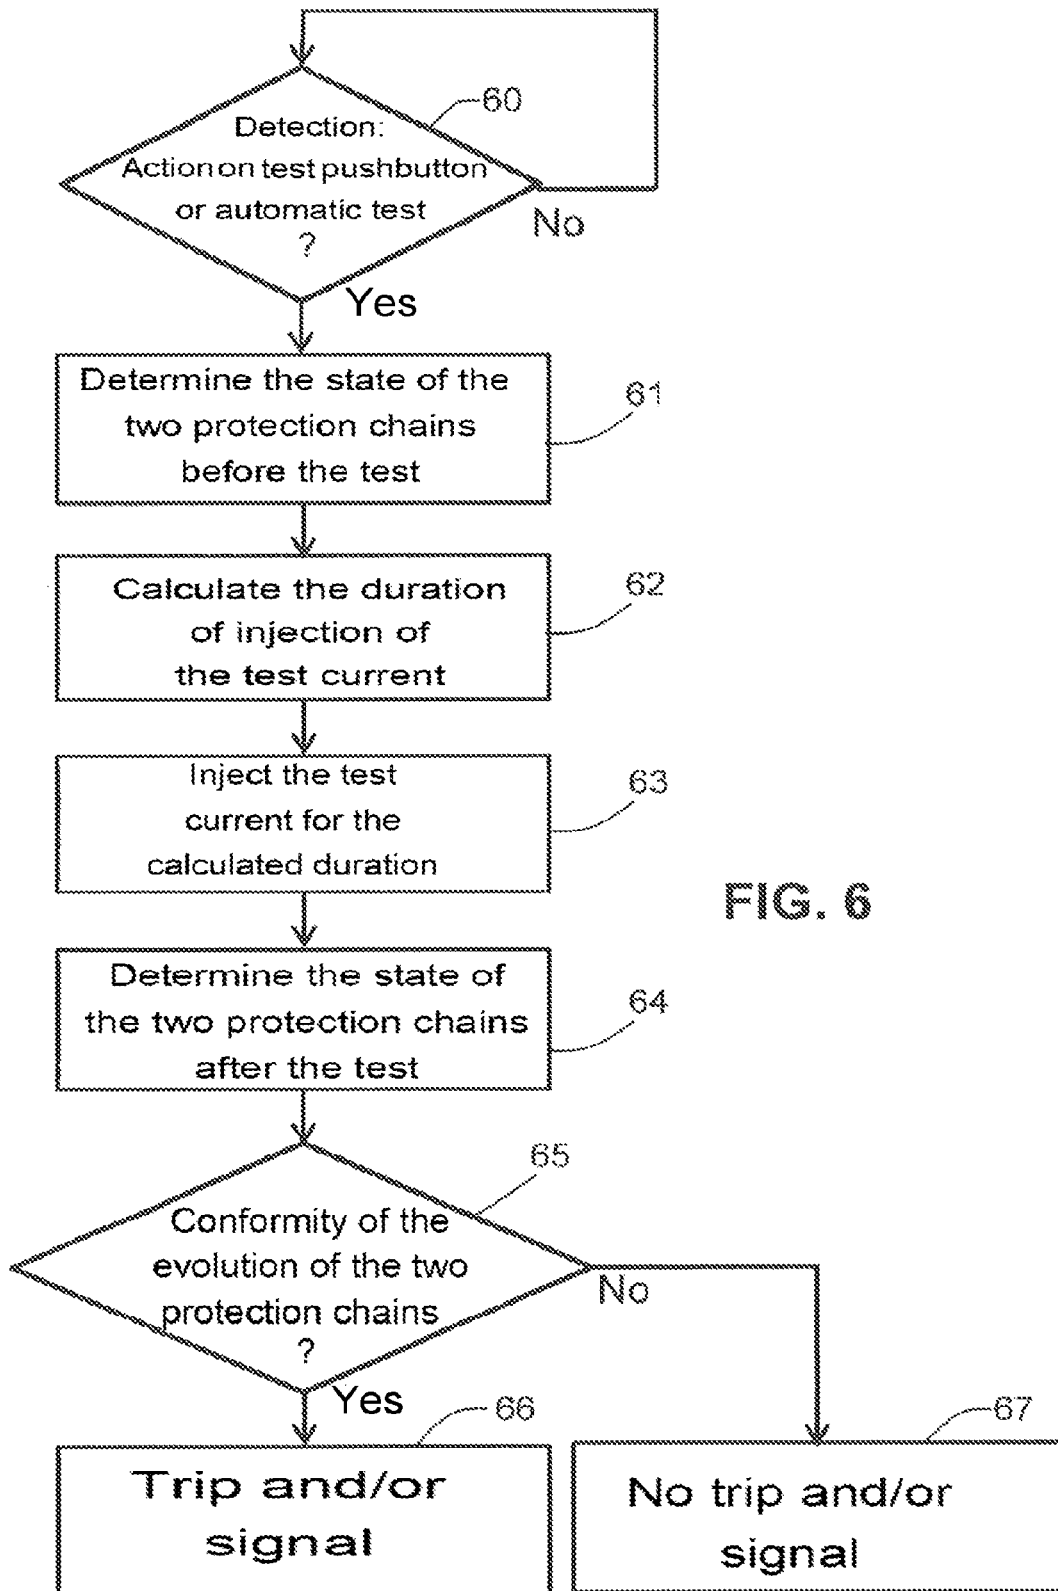 60
Detection:
Action on test pushbutton
or automatic test
?
No
Yes
Determine the state of the
two protection chains
before the test
61
Calculate the duration
of injection of
the test current
62
Inject the test
current for the
calculated duration
63
FIG. 6
Determine the state of
the two protection chains
after the test
64
65
Conformity of the
evolution of the two
protection chains
?
No
Yes
66
67
Trip and/or
signal
No trip and/or
signal